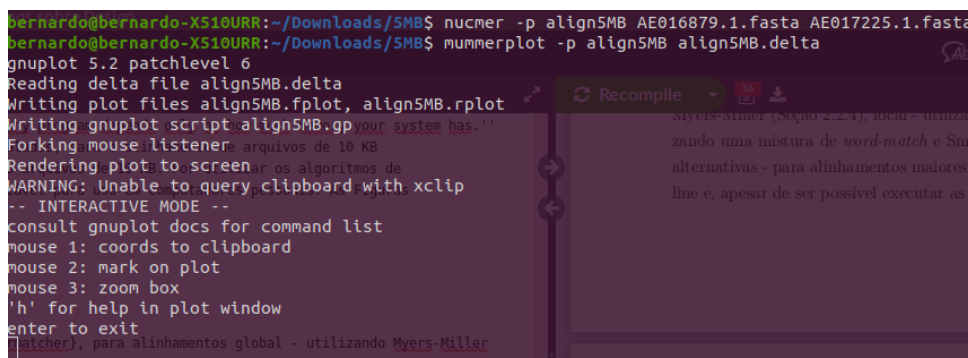 bernardo@bernardo-X510URR:~/Downloads/5MB$ nucmer -p align5MB AE016879.1.fasta AE017225.1.fasta
bernardo@bernardo-X510URR:~/Downloads/5MB$ mummerplot -p align5MB align5MB.delta
gnuplot 5.2 patchlevel 6
Reading delta file align5MB.delta
Writing plot files align5MB.fplot, align5MB.rplot
Writing gnuplot script align5MB.gp
Forking mouse listener
Rendering plot to screen
WARNING: Unable to query clipboard with xclip
-- INTERACTIVE MODE --
consult gnuplot docs for command list
mouse 1: coords to clipboard
mouse 2: mark on plot
mouse 3: zoom box
'h' for help in plot window
enter to exit
your system has.''
e arquivos de 10 KB
ar os algoritmos de
Figuras
atcher}, para alinhamentos global - utilizando Myers-Miller
36
Recompile
Myers-Miller (Seção 2.2.4), local - utiliza
zando uma mistura de word-match e Sm
alternativas - para alinhamentos maiores
line e, apesar de ser possível executar as